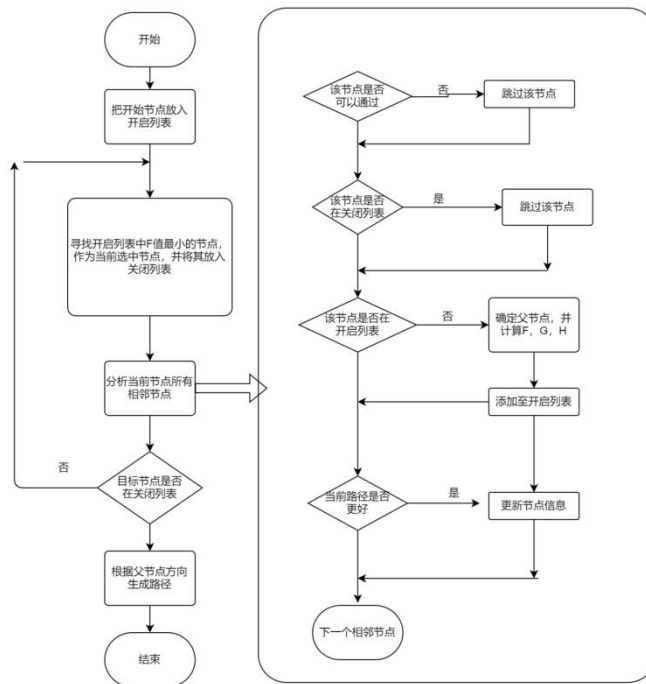 开始
把开始节点放入
开启列表
寻找开启列表中F值最小的节点，
作为当前选中节点，并将其放入
关闭列表
分析当前节点所有
相邻节点
否
目标节点是否
在关闭列表
根据父节点方向
生成路径
结束
该节点是否
可以通过
否
跳过该节点
该节点是否
在关闭列表
是
跳过该节点
该节点是否在
开启列表
否
确定父节点，并
计算F，G，H
添加至开启列表
当前路径是否
更好
是
更新节点信息
下一个相邻节点